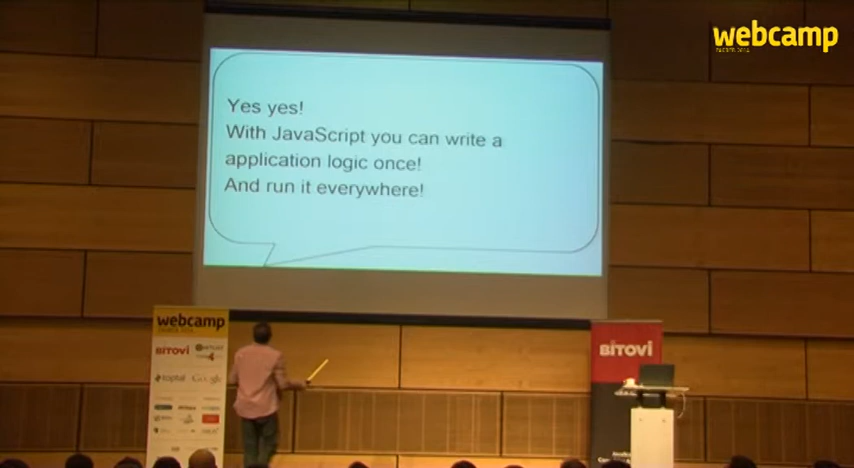 webcamp
Yes yes!
With JavaScript you can write a
application logic once!
And run it everywhere!
webcamp
BITOVI
toptal
Google
BITOVI